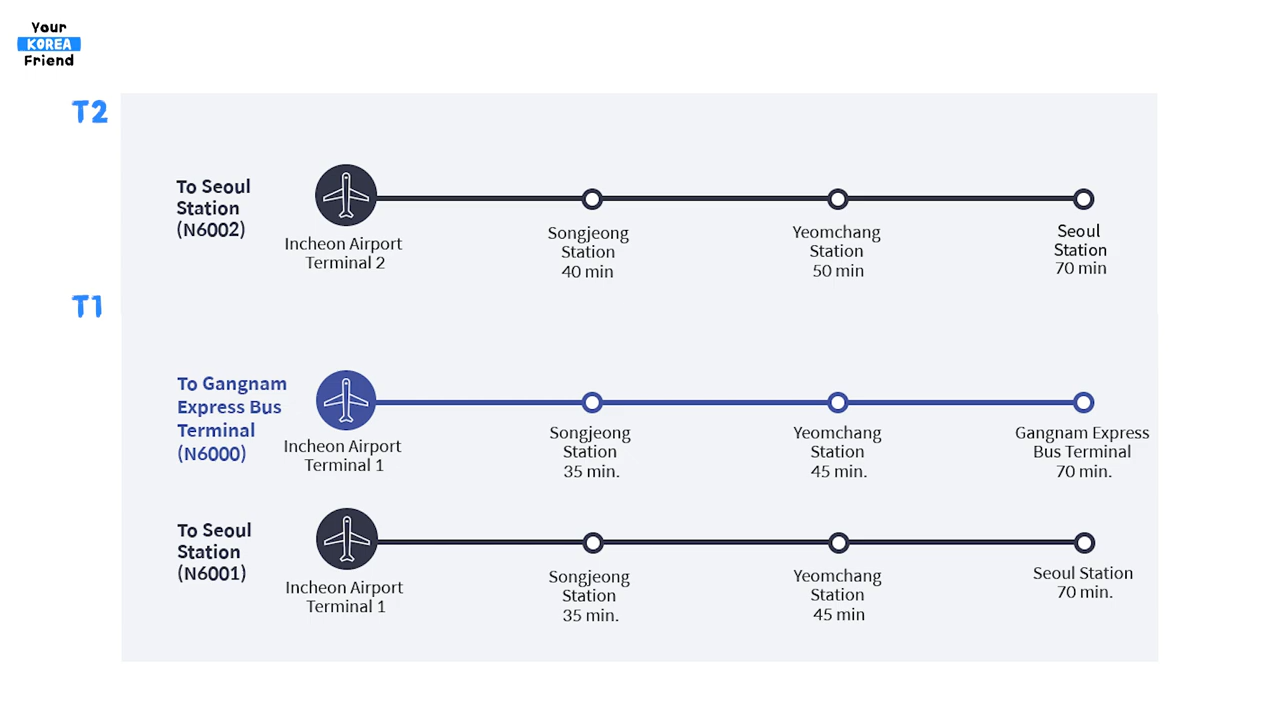 Your
KOREA
Friend
T2
To Seoul
Station
(N6002)
Incheon Airport
Terminal 2
Songjeong
Station
40 min
Yeomchang
Station
50 min
Seoul
Station
70 min
T1
To Gangnam
Express Bus
Terminal
(N6000)
Incheon Airport
Terminal 1
Songjeong
Station
35 min.
Yeomchang
Station
45 min.
Gangnam Express
Bus Terminal
70 min.
To Seoul
Station
(N6001)
Incheon Airport
Terminal 1
Songjeong
Station
35 min.
Yeomchang
Station
45 min
Seoul Station
70 min.